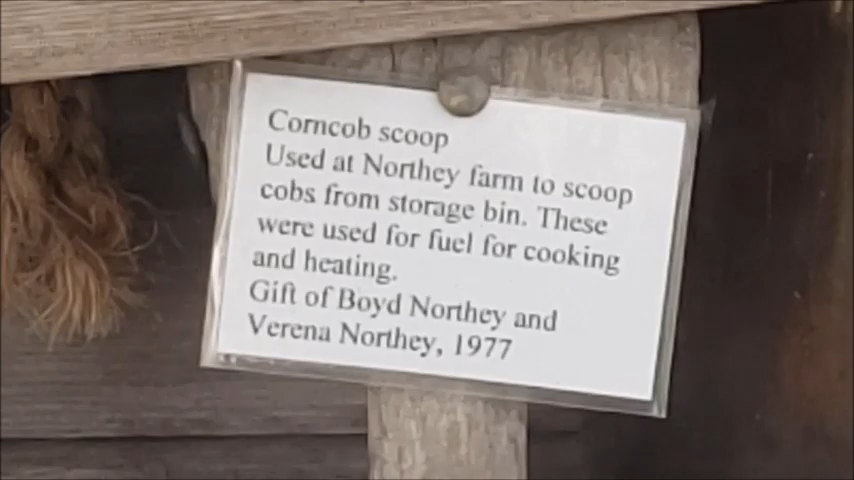 Corncob scoop
Used at Northey farm to scoop
cobs from storage bin. These
were used for fuel for cooking
and heating.
Gift of Boyd Northey and
Verena Northey, 1977